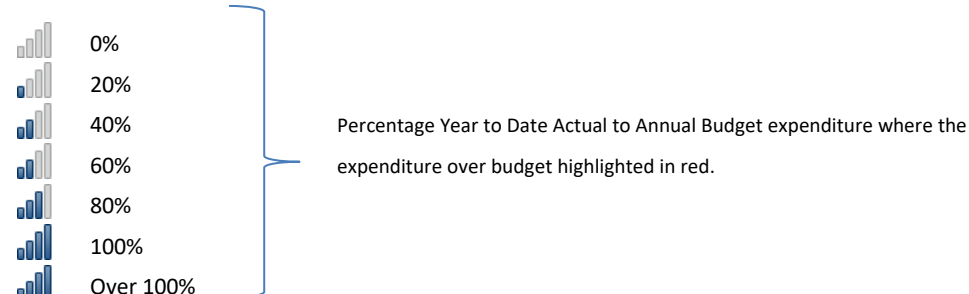 0%
20%
40%
60%
80%
100%
Over 100%
Percentage Year to Date Actual to Annual Budget expenditure where the
expenditure over budget highlighted in red.